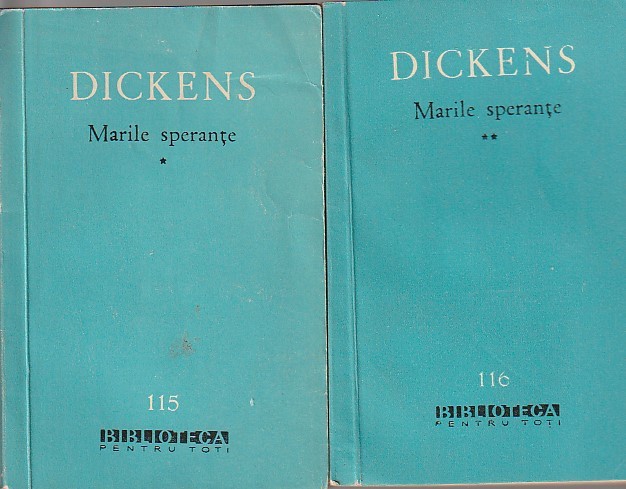 DICKENS
Marile speranțe
*
115
BIBLIOTECA
PENTRU TOȚI
DICKENS
Marile speranțe
**
116
BIBLIOTECA
PENTRU TOȚI